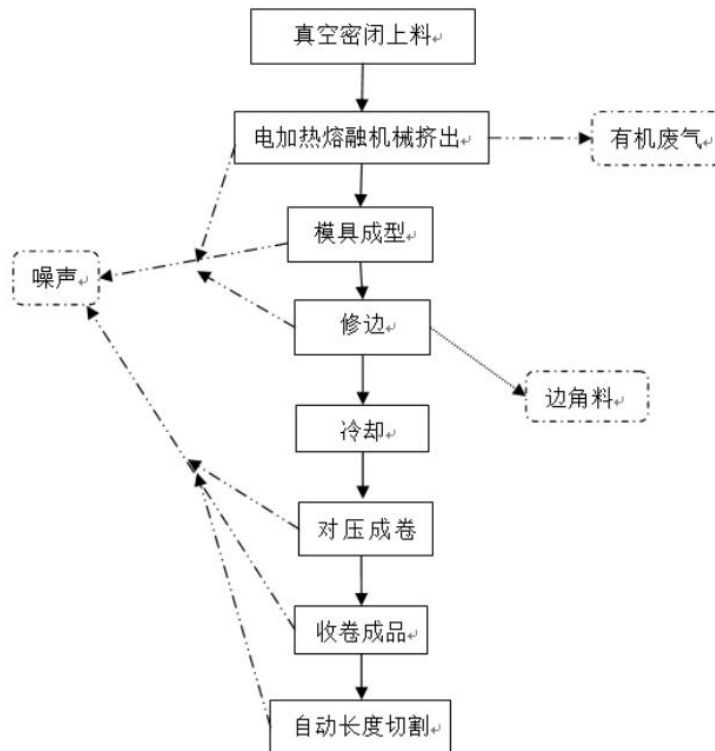 真空密闭上料
电加热熔融机械挤出
有机废气
模具成型
噪声
修边
边角料
冷却
对压成卷
收卷成品
自动长度切割